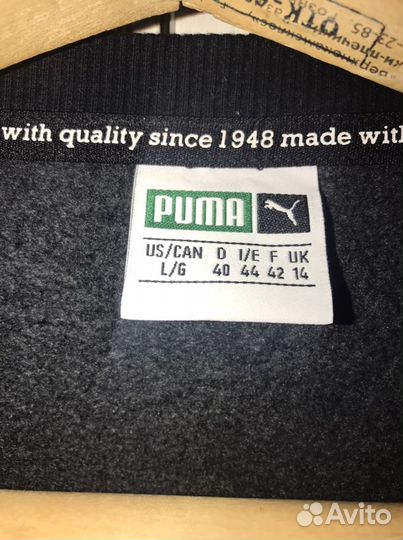 with quality since 1948 made with
PUMA
US/CAN D I/E F UK
L/G 40 44 42 14
Avito